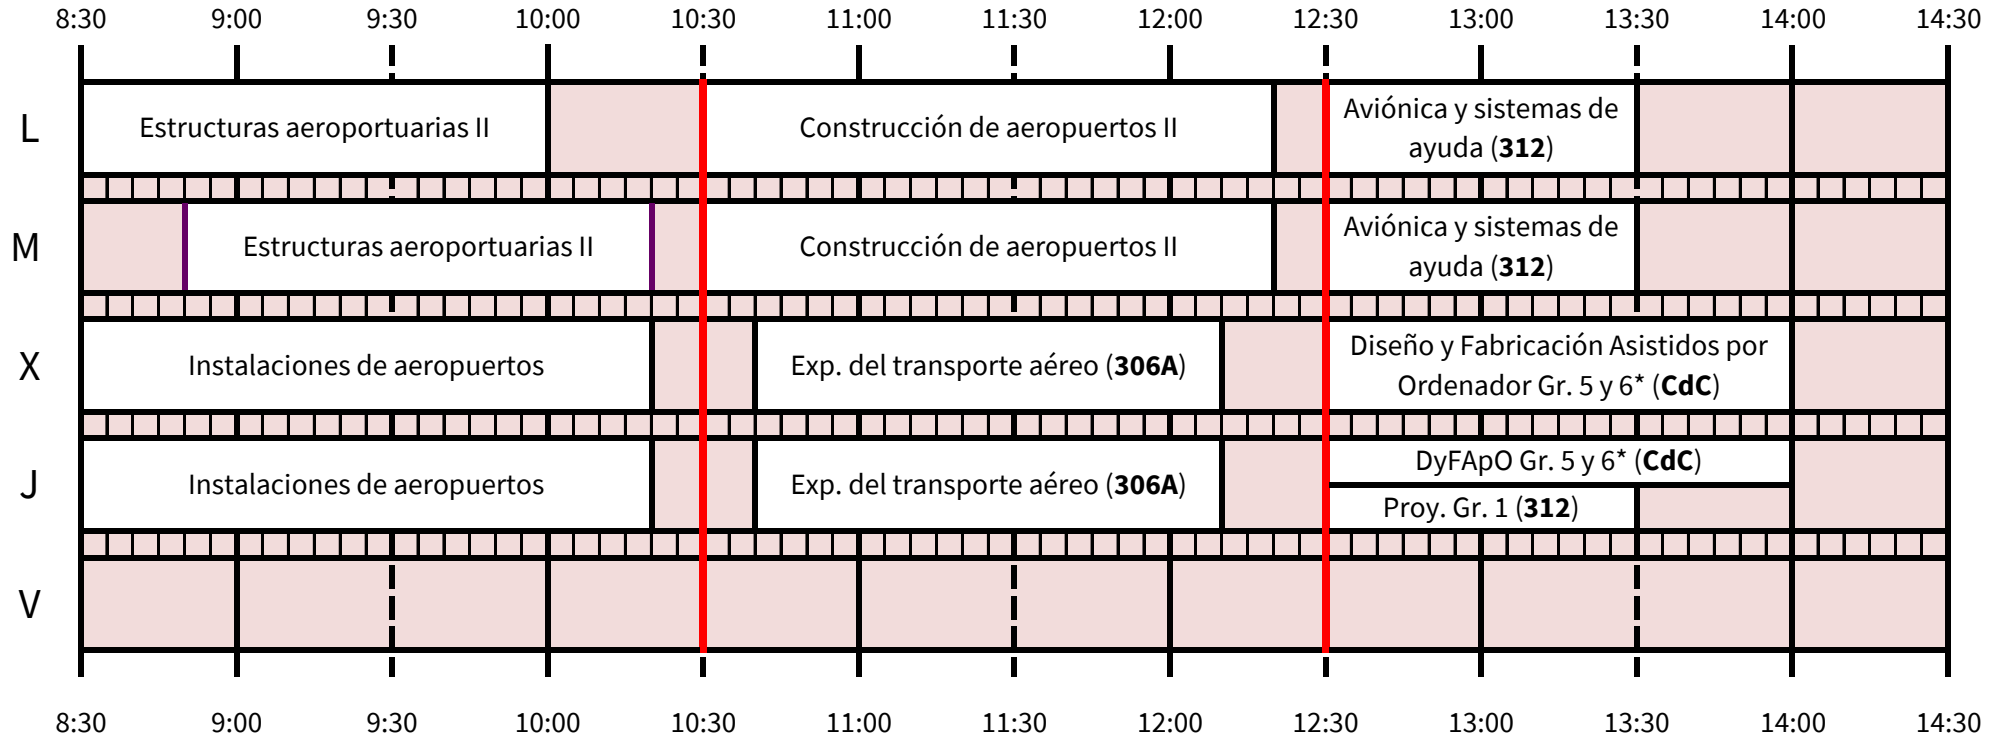 8:30 9:00 9:30 10:00 10:30 11:00 11:30 12:00 12:30 13:00 13:30 14:00 14:30
L
Estructuras aeroportuarias II
Construcción de aeropuertos II
Aviónica y sistemas de
ayuda (312)
M
Estructuras aeroportuarias II
Construcción de aeropuertos II
Aviónica y sistemas de
ayuda (312)
X
Instalaciones de aeropuertos
Exp. del transporte aéreo (306A)
Diseño y Fabricación Asistidos por
Ordenador Gr. 5 y 6* (CdC)
J
Instalaciones de aeropuertos
Exp. del transporte aéreo (306A)
DyFApO Gr. 5 y 6* (CdC)
Proy. Gr. 1 (312)
V
8:30 9:00 9:30 10:00 10:30 11:00 11:30 12:00 12:30 13:00 13:30 14:00 14:30